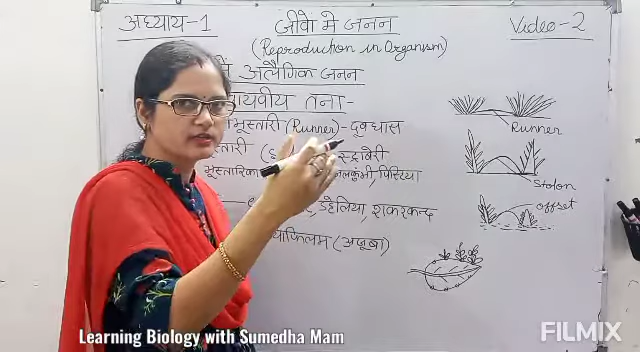 अध्याय-1
जीवो मे जनन
(Reproduction in Organism)
Video-2
मे अलैंगिक जनन
वायवीय तना-
भूस्तारी (Runner)- दूबघास
Runner
स्तारी-
स्ट्राबेरी
भूस्तारिका
जलकुंभी, पिस्टिया
Stolon
offset
डहेलिया, शकरकन्द
फिलम (अजूबा)
Learning Biology with Sumedha Mam
FILMIX